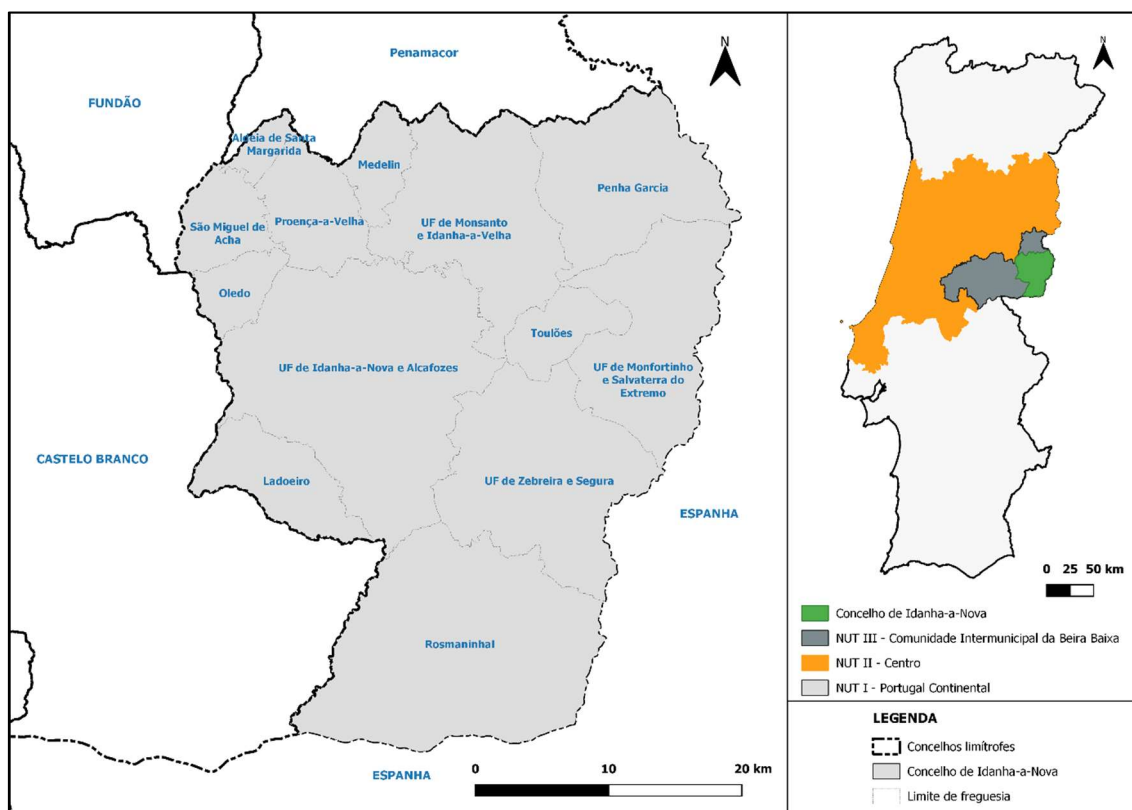 N
Penamacor
FUNDÃO
Aldeia de Santa
Margarida
Medelin
Penha Garcia
São Miguel de
Acha
Proença-a-Velha
UF de Monsanto
e Idanha-a-Velha
Oledo
Toulões
UF de Idanha-a-Nova e Alcafozes
UF de Monfortinho
e Salvaterra do
Extremo
CASTELO BRANCO
Ladoeiro
UF de Zebreira e Segura
ESPANHA
Rosmaninhal
ESPANHA
0 10 20 km
N
0 25 50 km
Concelho de Idanha-a-Nova
NUT III - Comunidade Intermunicipal da Beira Baixa
NUT II - Centro
NUT I - Portugal Continental
LEGENDA
Concelhos limítrofes
Concelho de Idanha-a-Nova
Limite de freguesia